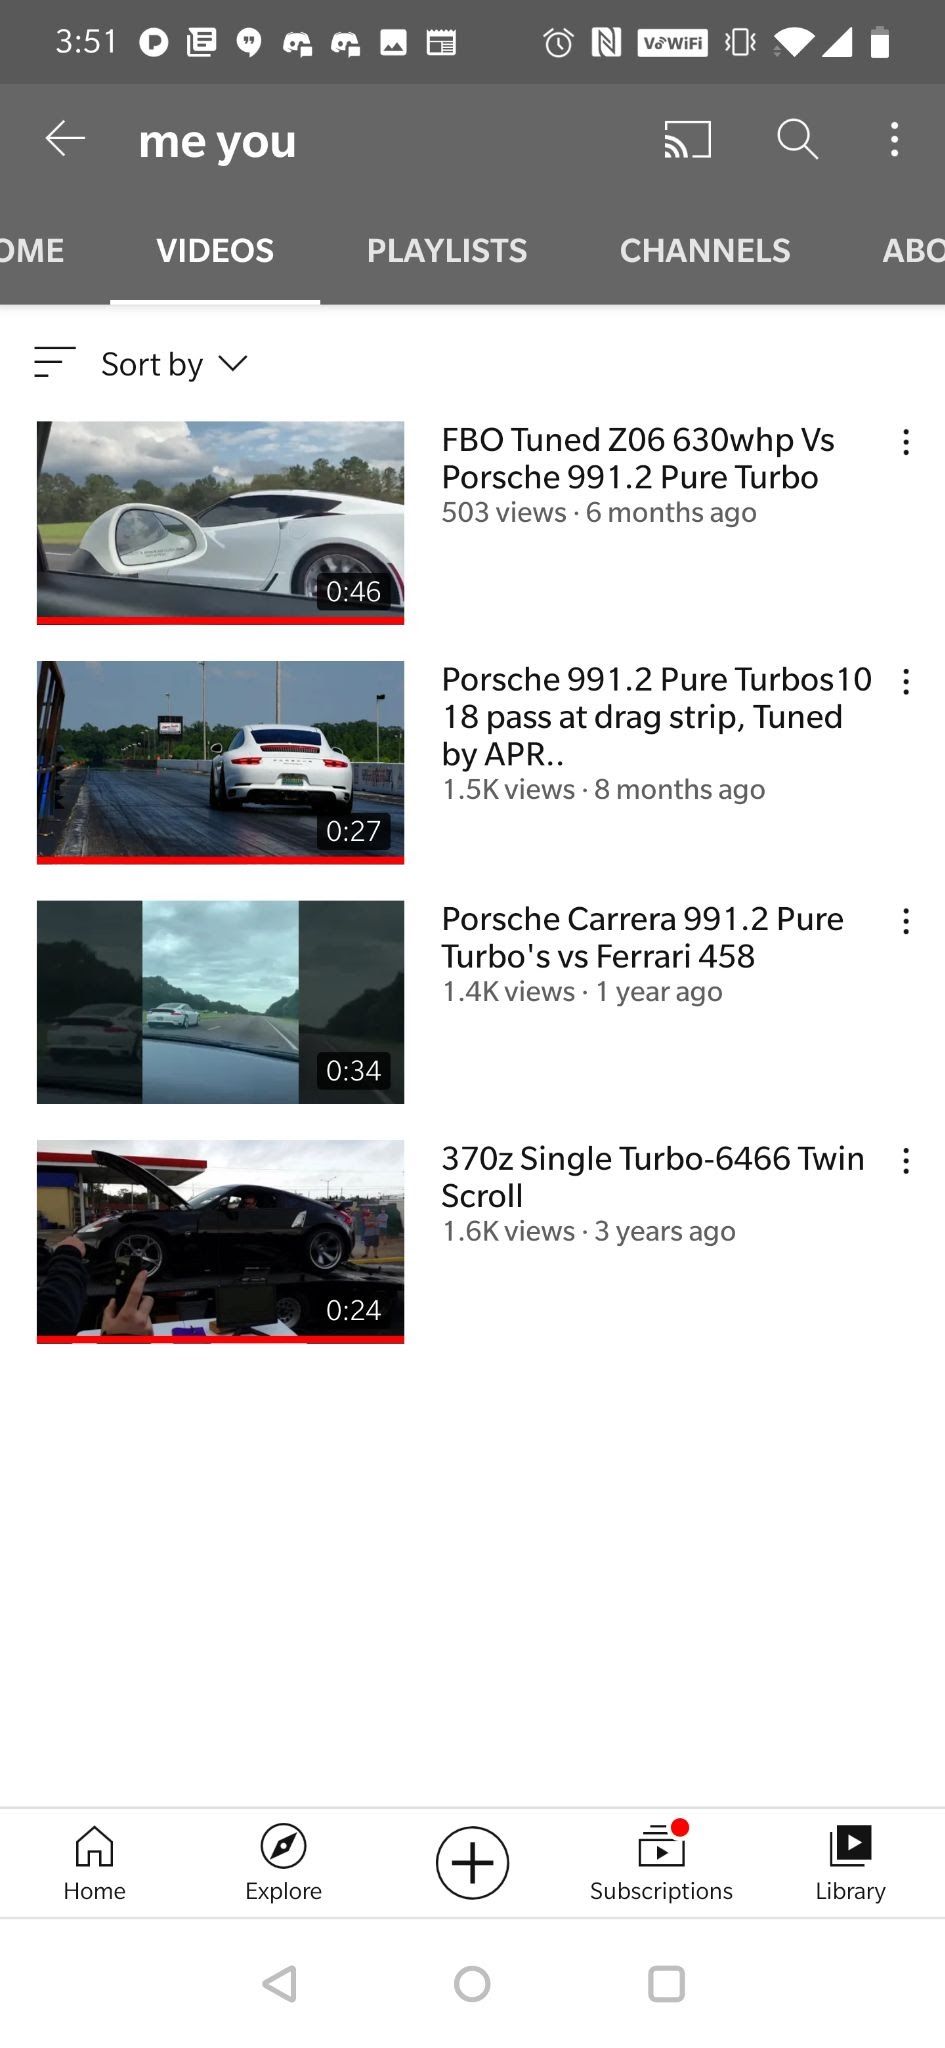 3:51
VoWiFi
me you
OME VIDEOS PLAYLISTS CHANNELS ABO
Sort by
0:46
FBO Tuned Z06 630whp Vs
Porsche 991.2 Pure Turbo
503 views · 6 months ago
0:27
Porsche 991.2 Pure Turbos10
18 pass at drag strip, Tuned
by APR..
1.5K views · 8 months ago
0:34
Porsche Carrera 991.2 Pure
Turbo's vs Ferrari 458
1.4K views · 1 year ago
0:24
370z Single Turbo-6466 Twin
Scroll
1.6K views · 3 years ago
Home Explore Subscriptions Library